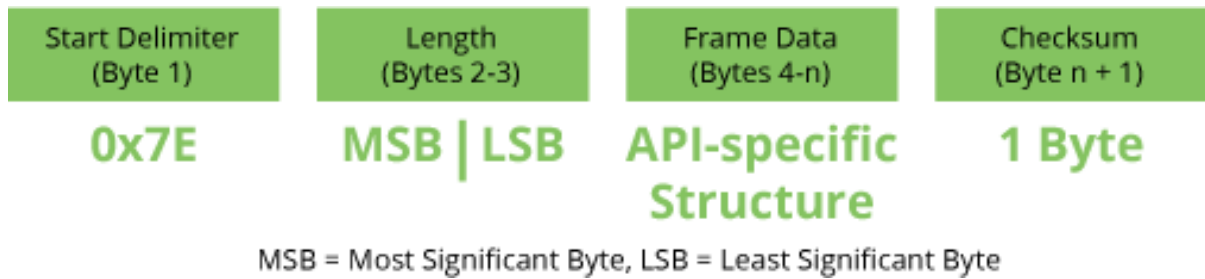 Start Delimiter
(Byte 1)
Length
(Bytes 2-3)
Frame Data
(Bytes 4-n)
Checksum
(Byte n + 1)
0x7E
MSB | LSB
API-specific
Structure
1 Byte
MSB = Most Significant Byte, LSB = Least Significant Byte